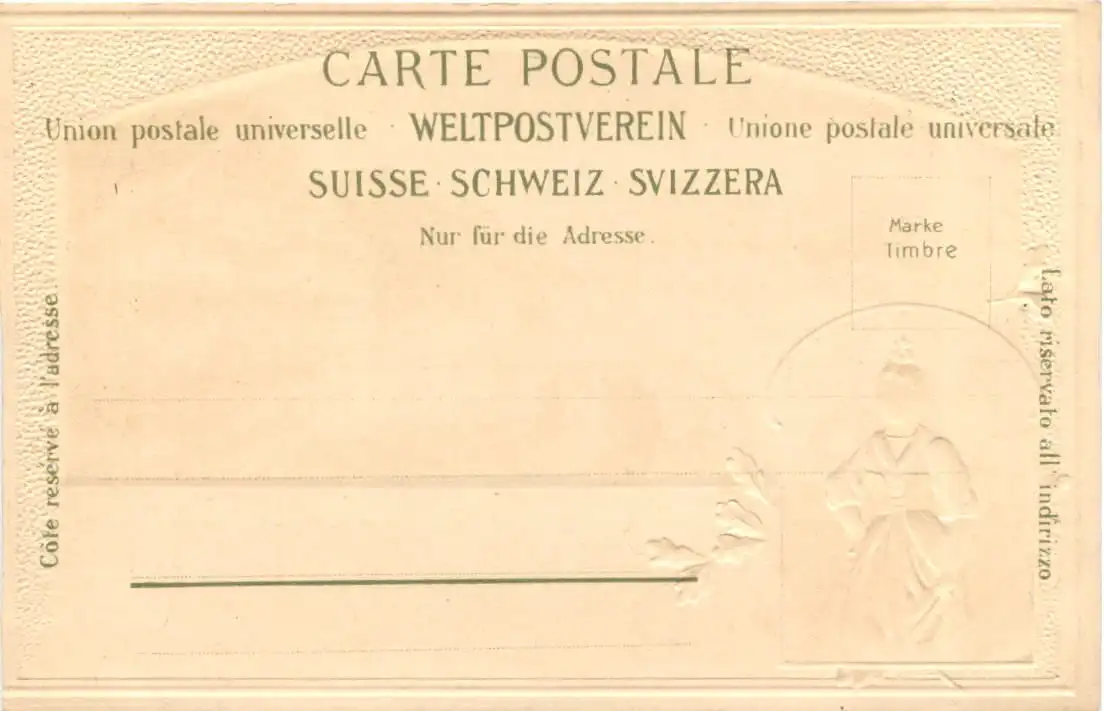 CARTE POSTALE
Union postale universelle · WELTPOSTVEREIN · Unione postale universale
SUISSE · SCHWEIZ · SVIZZERA
Nur für die Adresse.
Marke
Timbre
Côte reservé à l'adresse
Lato riservato all' indirizzo